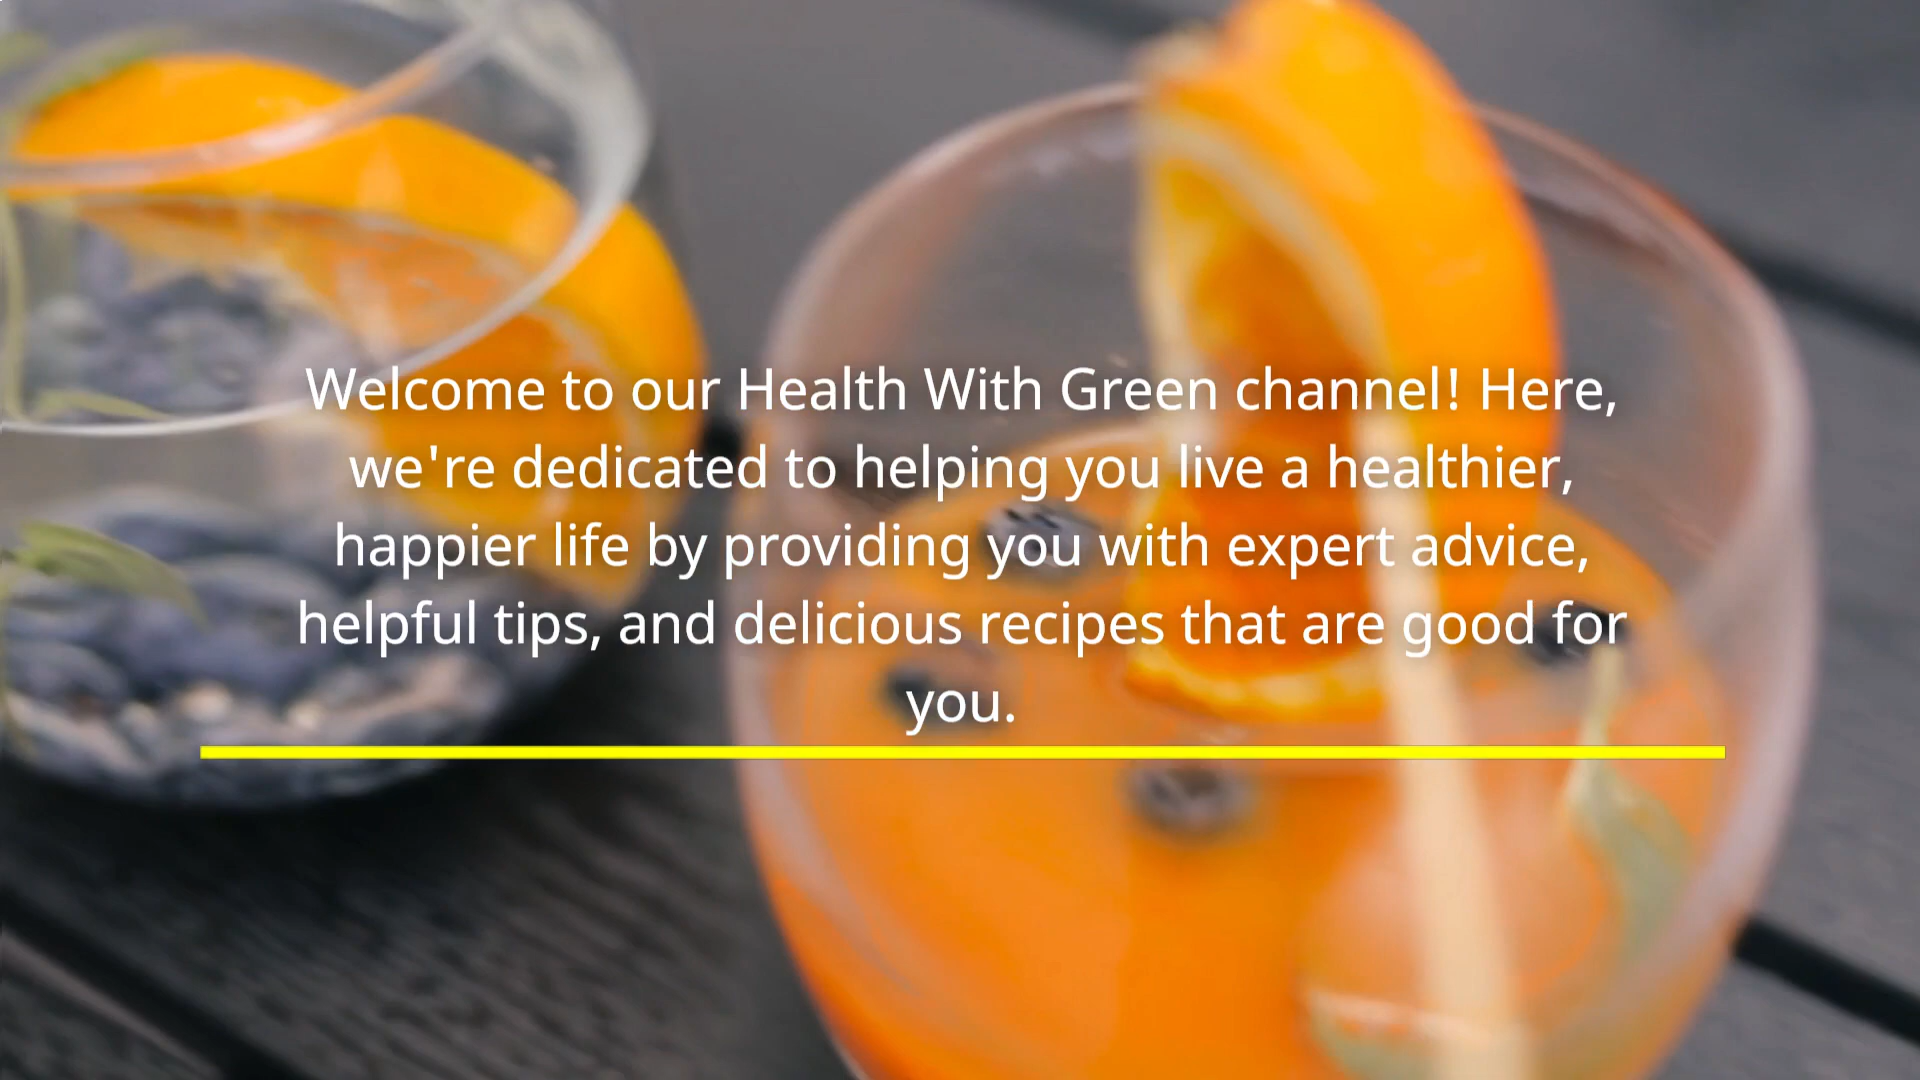 Welcome to our Health With Green channel! Here,
we're dedicated to helping you live a healthier,
happier life by providing you with expert advice,
helpful tips, and delicious recipes that are good for
you.